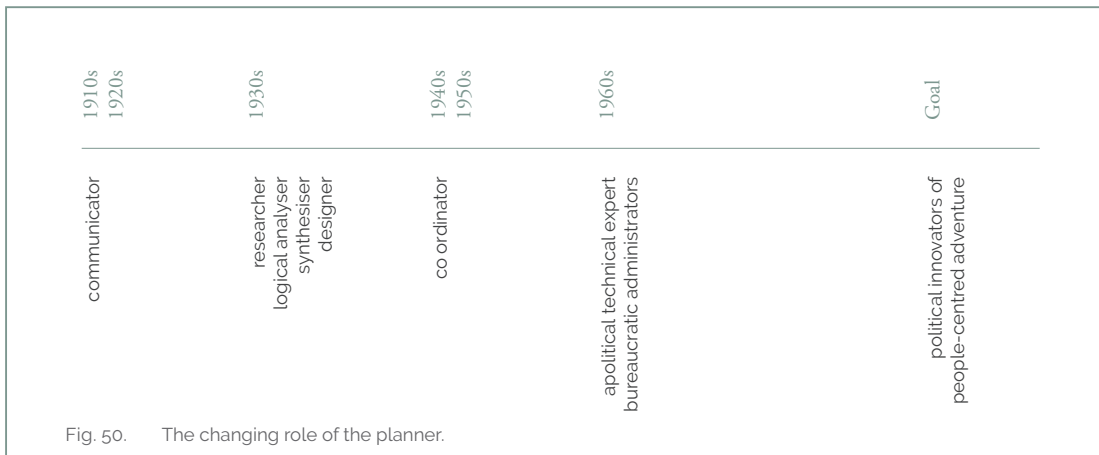 1910s
1920s
1930s
1940s
1950s
1960s
Goal
communicator
researcher
logical analyser
synthesiser
designer
co ordinator
apolitical technical expert
bureaucratic administrators
political innovators of
people-centred adventure
Fig. 50. The changing role of the planner.